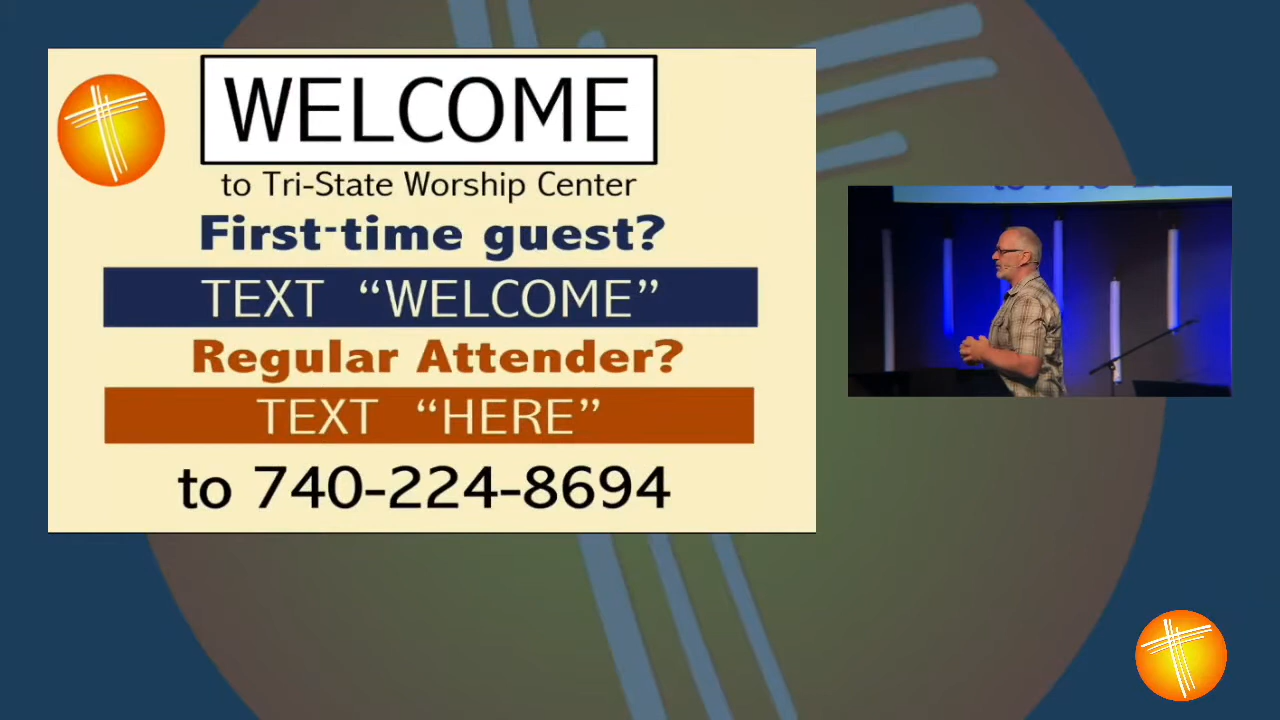 WELCOME
to Tri-State Worship Center
First-time guest?
TEXT “WELCOME”
Regular Attender?
TEXT “HERE”
to 740-224-8694